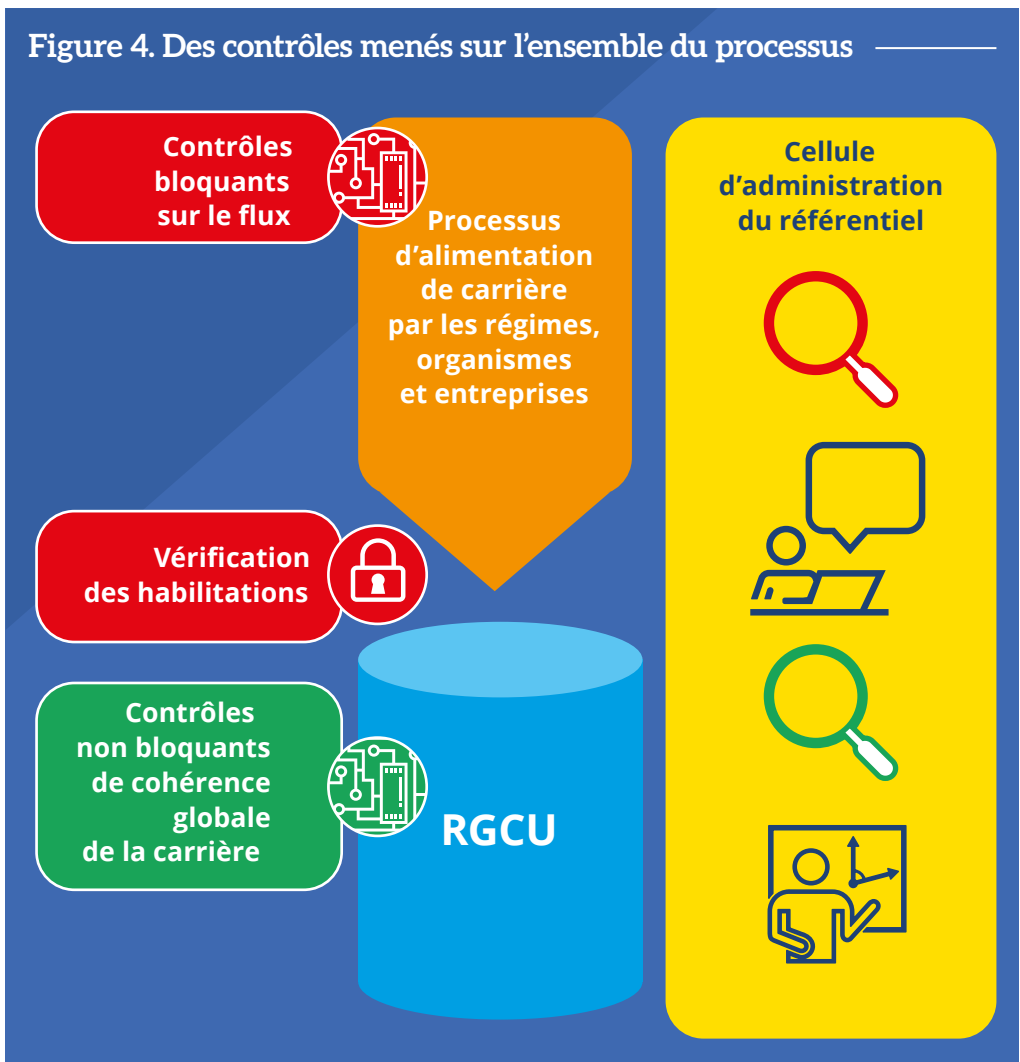 Figure 4. Des contrôles menés sur l’ensemble du processus
Contrôles
bloquants
sur le flux
Processus
d’alimentation
de carrière
par les régimes,
organismes
et entreprises
Cellule
d’administration
du référentiel
Vérification
des habilitations
Contrôles
non bloquants
de cohérence
globale
de la carrière
RGCU